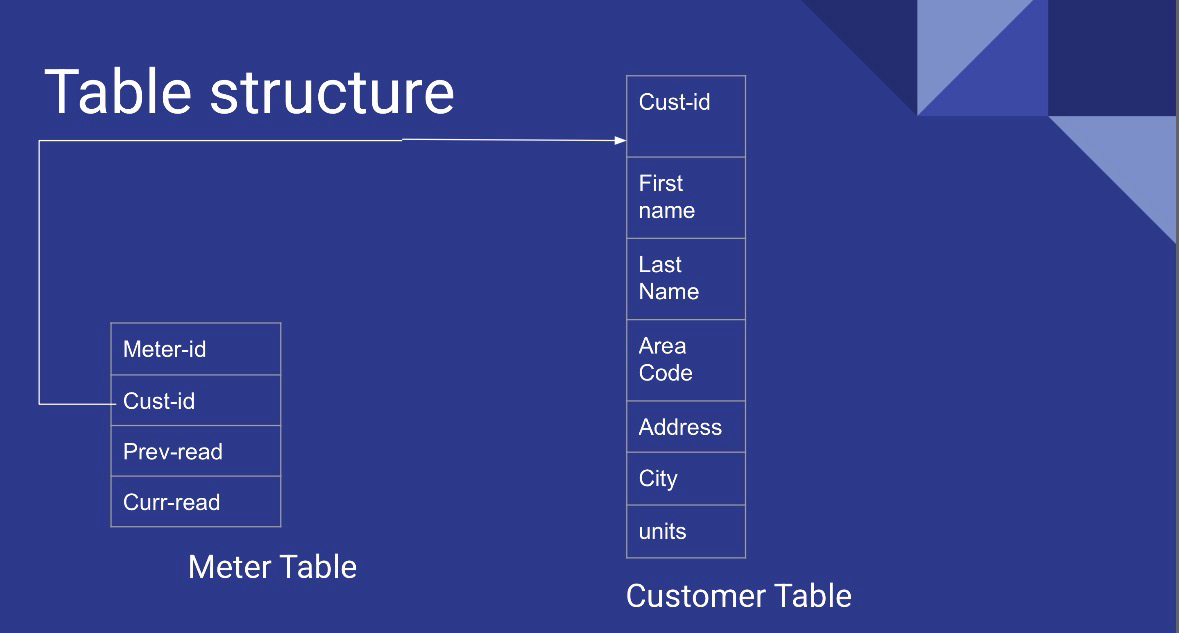 Table structure
Meter-id
Cust-id
Prev-read
Curr-read
Meter Table
Cust-id
First
name
Last
Name
Area
Code
Address
City
units
Customer Table